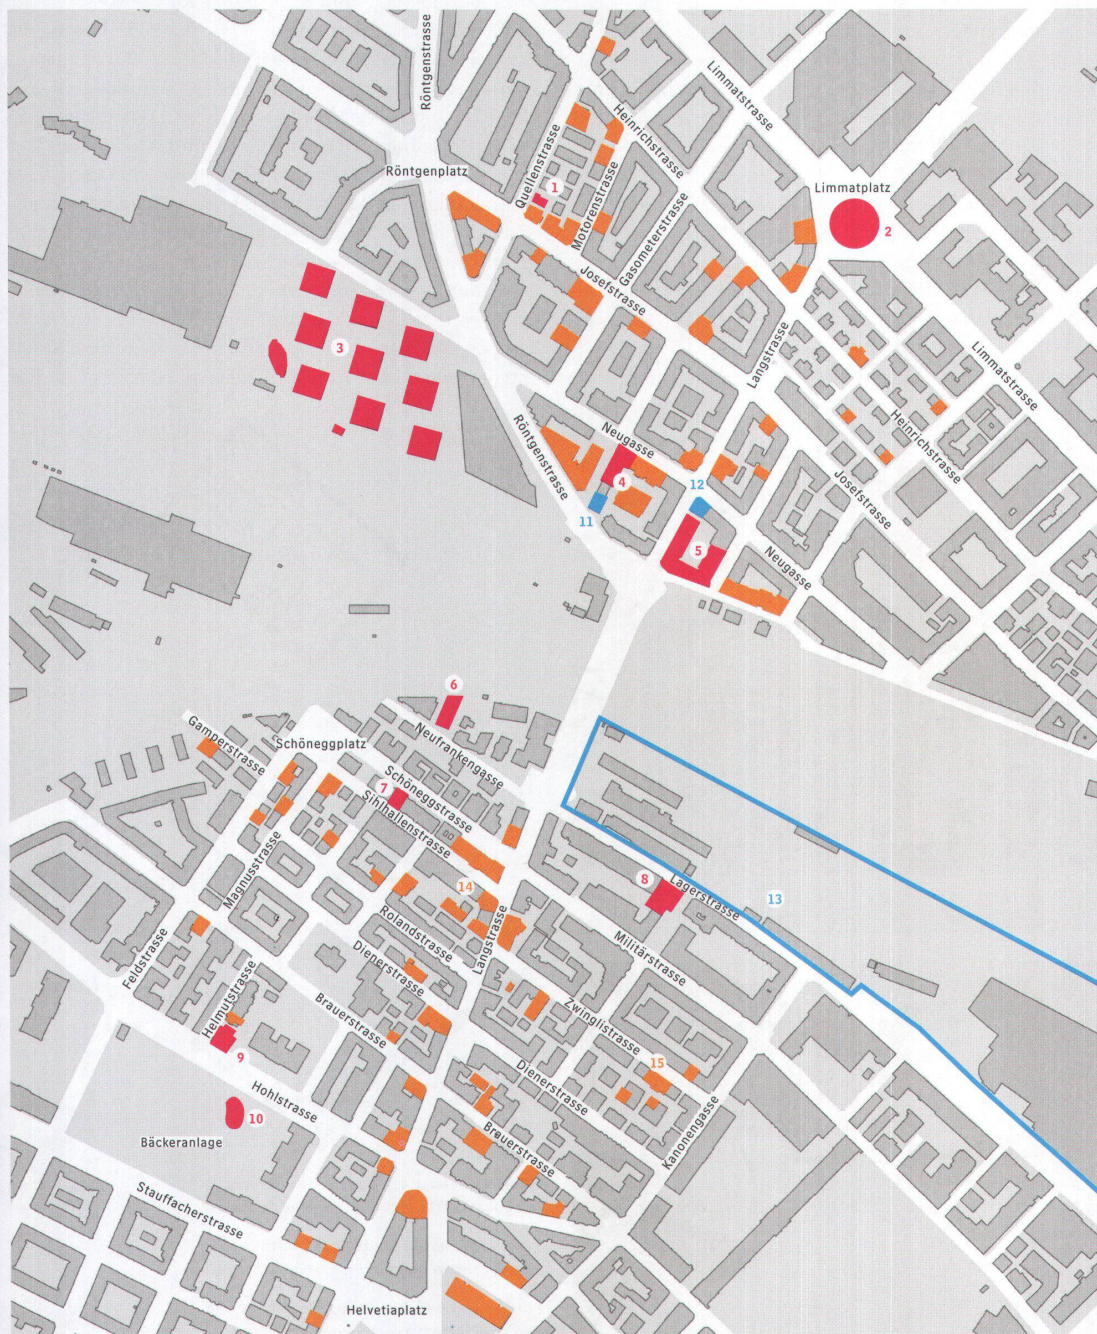 Röntgenstrasse
Limmatstrasse
Heinrichstrasse
Quellenstrasse
Röntgenplatz
Motorenstrasse
1
Limmatplatz
2
Gasometerstrasse
Josefstrasse
3
Langstrasse
Limmatstrasse
Heinrichstrasse
Röntgenstrasse
Neugasse
4
12
Josefstrasse
11
5
Neugasse
6
Gamperstrasse
Schöneggplatz
Neufrankengasse
7
Schöneggstrasse
Sihlhallenstrasse
Magnusstrasse
14
8
Lagerstrasse
13
Rolandstrasse
Langstrasse
Militärstrasse
Feldstrasse
Dienerstrasse
Helmutstrasse
Brauerstrasse
Zwinglistrasse
9
15
Dienerstrasse
Hohlstrasse
10
Bäckeranlage
Brauerstrasse
Kanonengasse
Stauffacherstrasse
Helvetiaplatz